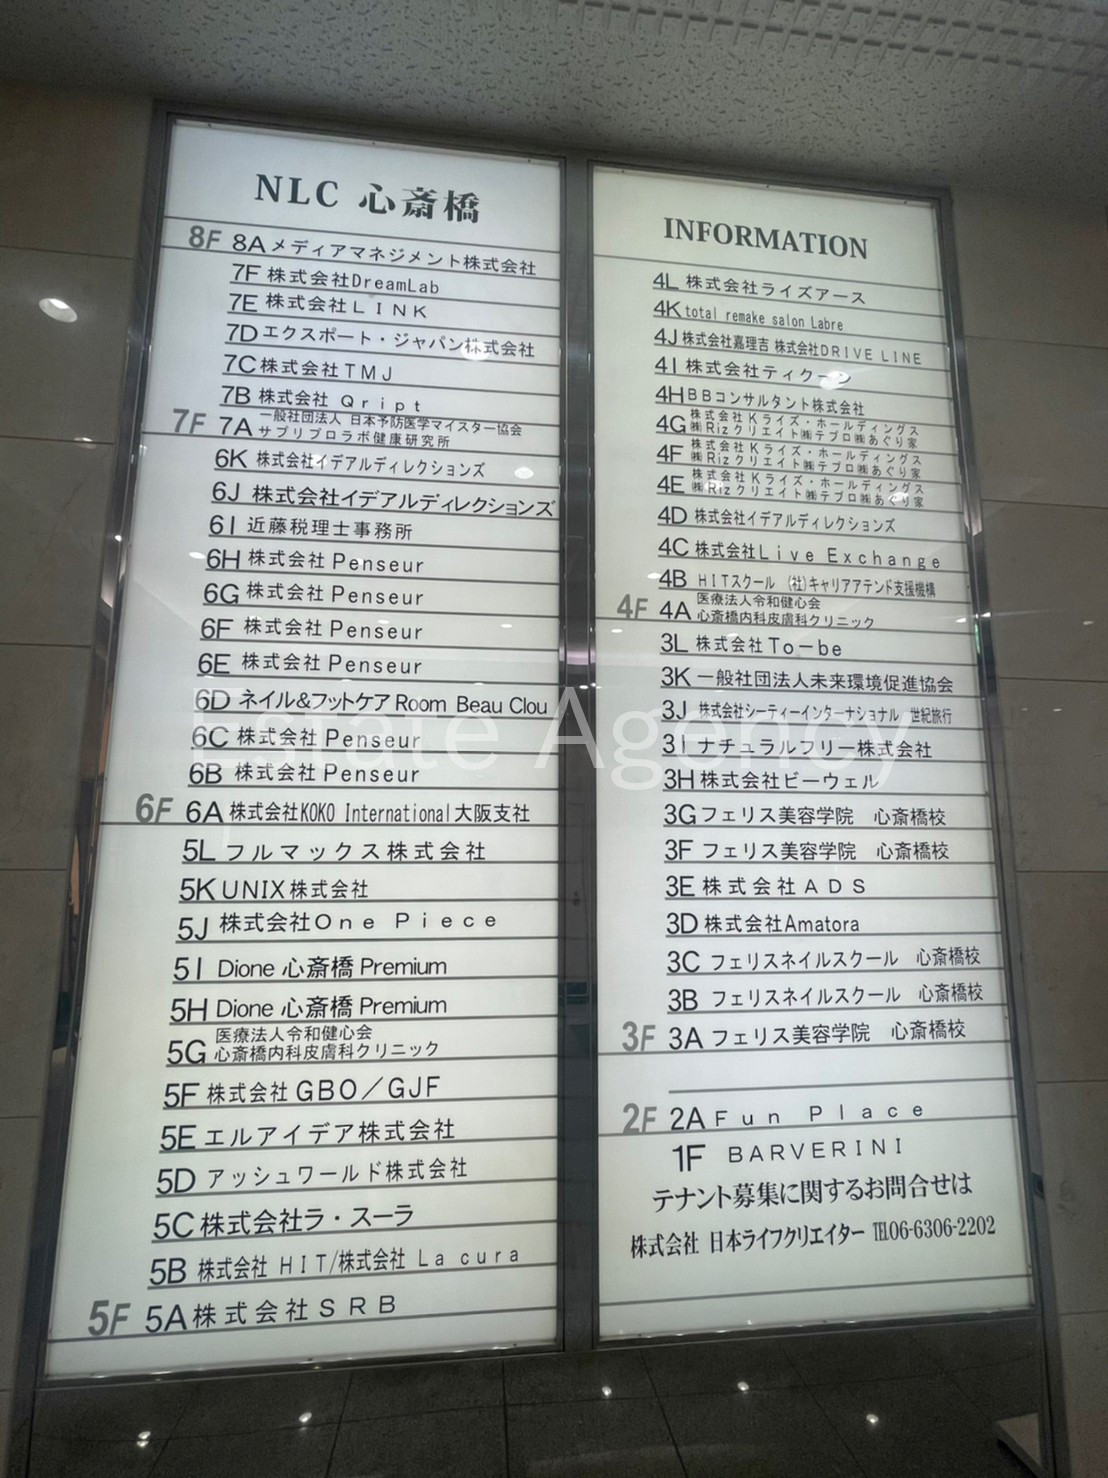 NLC 心斎橋
8F 8A メディアマネジメント株式会社
7F 株式会社DreamLab
7E 株式会社LINK
7D エクスポート・ジャパン株式会社
7C 株式会社TMJ
7B 株式会社 Qript
7F 7A 一般社団法人 日本予防医学マイスター協会
サプリプロラボ健康研究所
6K 株式会社イデアルディレクションズ
6J 株式会社イデアルディレクションズ
6I 近藤税理士事務所
6H 株式会社 Penseur
6G 株式会社 Penseur
6F 株式会社 Penseur
6E 株式会社 Penseur
6D ネイル&フットケア Room Beau Clou
6C 株式会社 Penseur
6B 株式会社 Penseur
6F 6A 株式会社KOKO International大阪支社
5L フルマックス株式会社
5K UNIX株式会社
5J 株式会社One Piece
5I Dione 心斎橋 Premium
5H Dione 心斎橋 Premium
5G 医療法人令和健心会
心斎橋内科皮膚科クリニック
5F 株式会社 GBO/GJF
5E エルアイデア株式会社
5D アッシュワールド株式会社
5C 株式会社ラ・スーラ
5B 株式会社 HIT/株式会社 La cura
5F 5A 株式会社SRB
INFORMATION
4L 株式会社ライズアース
4K total remake salon Labre
4J 株式会社嘉理吉 株式会社DRIVE LINE
4I 株式会社ティクーン
4H BBコンサルタント株式会社
4G 株式会社Kライズ・ホールディングス
㈱Rizクリエイト㈱テプロ㈱あぐり家
4F 株式会社Kライズ・ホールディングス
㈱Rizクリエイト㈱テプロ㈱あぐり家
4E 株式会社Kライズ・ホールディングス
㈱Rizクリエイト㈱テプロ㈱あぐり家
4D 株式会社イデアルディレクションズ
4C 株式会社Live Exchange
4B HITスクール (社)キャリアアテンド支援機構
4F 4A 医療法人令和健心会
心斎橋内科皮膚科クリニック
3L 株式会社To-be
3K 一般社団法人未来環境促進協会
3J 株式会社シーティーインターナショナル 世紀旅行
3I ナチュラルフリー株式会社
3H 株式会社ビーウェル
3G フェリス美容学院 心斎橋校
3F フェリス美容学院 心斎橋校
3E 株式会社ADS
3D 株式会社Amatora
3C フェリスネイルスクール 心斎橋校
3B フェリスネイルスクール 心斎橋校
3F 3A フェリス美容学院 心斎橋校
2F 2A Fun Place
1F BARVERINI
テナント募集に関するお問合せは
株式会社 日本ライフクリエイター ℡06-6306-2202
Estate Agency